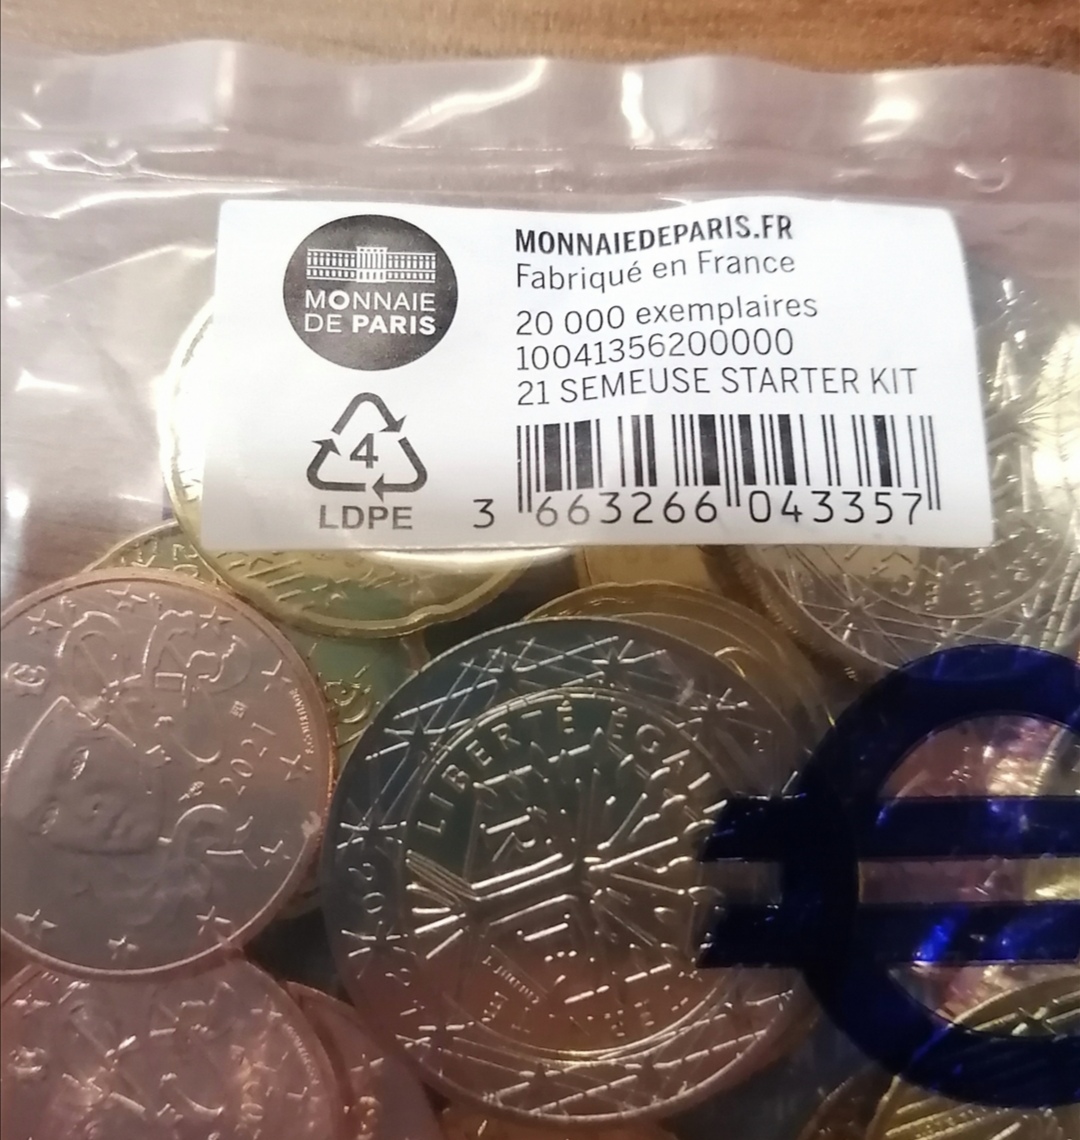 MONNAIE
DE PARIS
MONNAIEDEPARIS.FR
Fabriqué en France
20 000 exemplaires
10041356200000
21 SEMEUSE STARTER KIT
4
LDPE
3 663266 043357
2021
LIBERTÉ ÉGAL
€